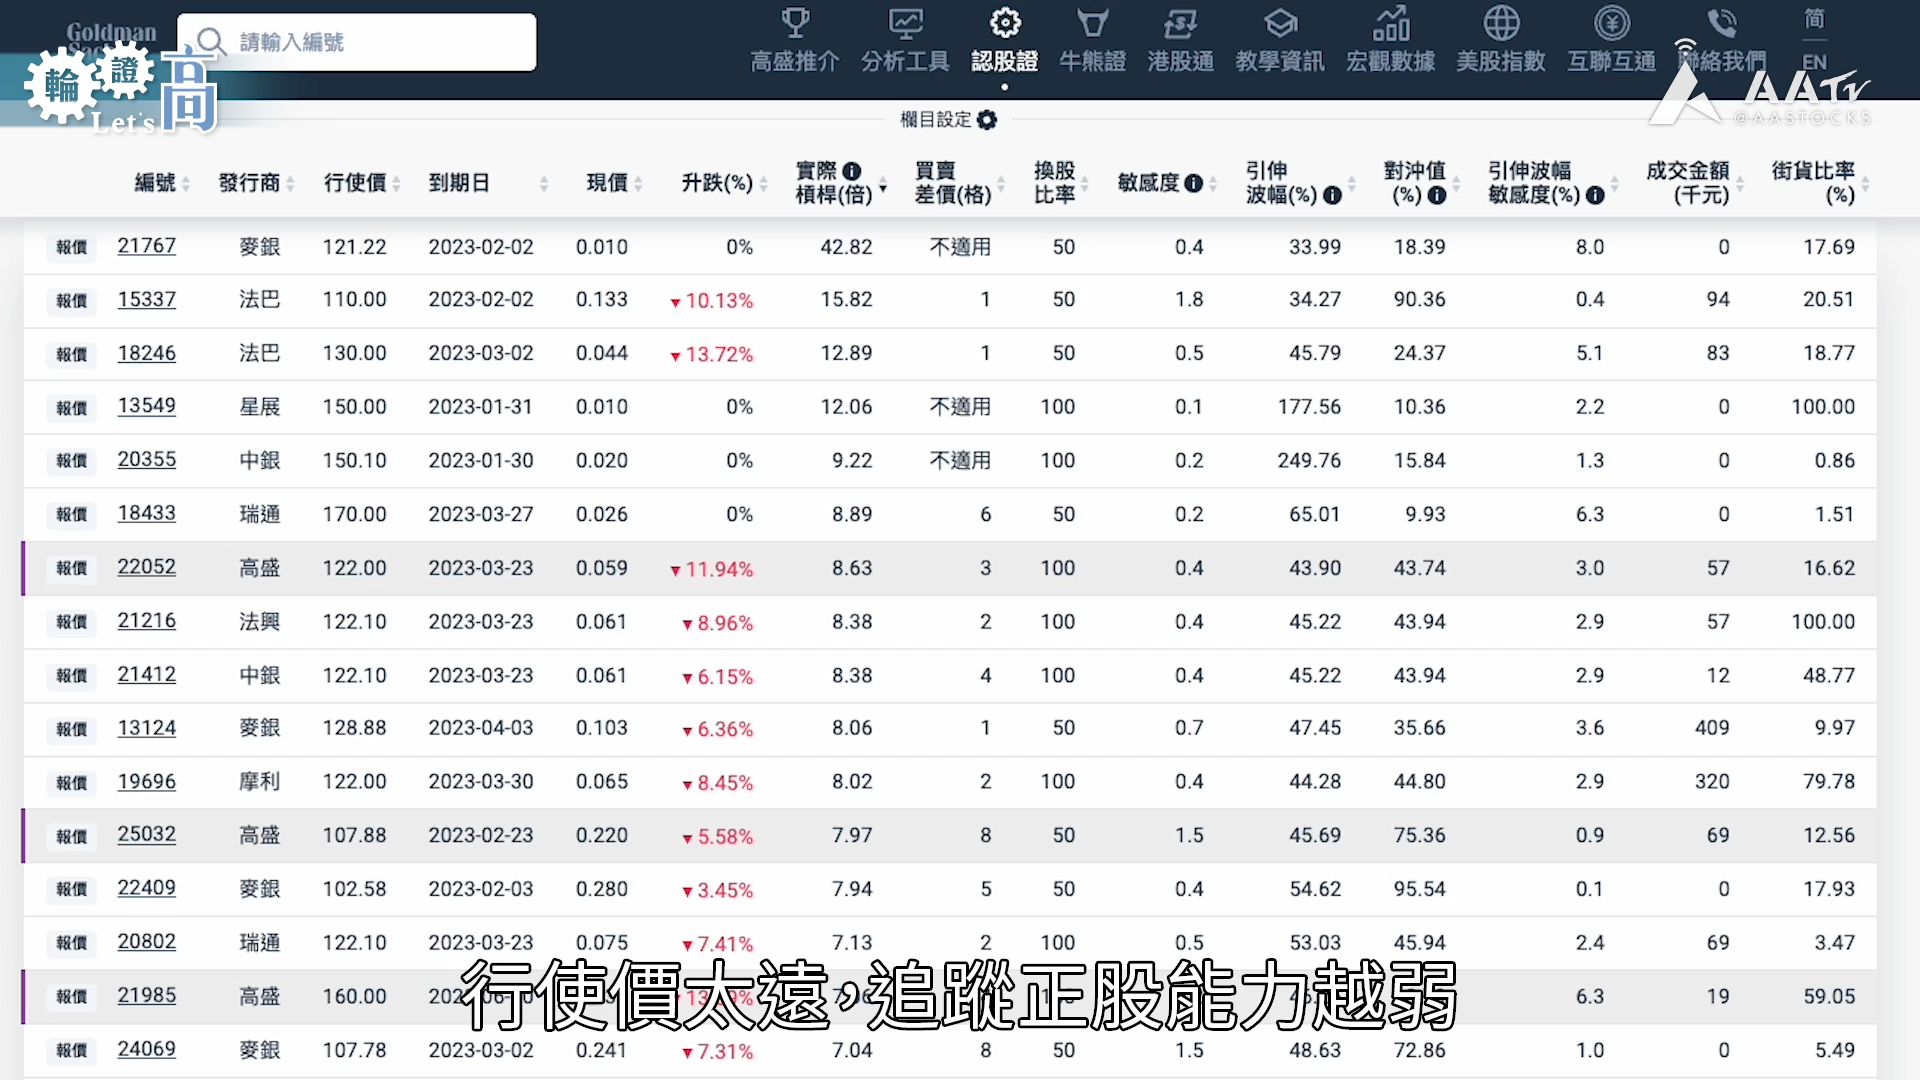 Goldman
請輸入編號
高盛推介 分析工具 認股證 牛熊證 港股通 教學資訊 宏觀數據 美股指數 互聯互通 聯絡我們 简 EN
輪證 Let's 高
AATV
@AASTOCKS
欄目設定
編號 發行商 行使價 到期日 現價 升跌(%) 實際槓桿(倍) 買賣差價(格) 換股比率 敏感度 引伸波幅(%) 對沖值(%) 引伸波幅敏感度(%) 成交金額(千元) 街貨比率(%)
報價 21767 麥銀 121.22 2023-02-02 0.010 0% 42.82 不適用 50 0.4 33.99 18.39 8.0 0 17.69
報價 15337 法巴 110.00 2023-02-02 0.133 ▼10.13% 15.82 1 50 1.8 34.27 90.36 0.4 94 20.51
報價 18246 法巴 130.00 2023-03-02 0.044 ▼13.72% 12.89 1 50 0.5 45.79 24.37 5.1 83 18.77
報價 13549 星展 150.00 2023-01-31 0.010 0% 12.06 不適用 100 0.1 177.56 10.36 2.2 0 100.00
報價 20355 中銀 150.10 2023-01-30 0.020 0% 9.22 不適用 100 0.2 249.76 15.84 1.3 0 0.86
報價 18433 瑞通 170.00 2023-03-27 0.026 0% 8.89 6 50 0.2 65.01 9.93 6.3 0 1.51
報價 22052 高盛 122.00 2023-03-23 0.059 ▼11.94% 8.63 3 100 0.4 43.90 43.74 3.0 57 16.62
報價 21216 法興 122.10 2023-03-23 0.061 ▼8.96% 8.38 2 100 0.4 45.22 43.94 2.9 57 100.00
報價 21412 中銀 122.10 2023-03-23 0.061 ▼6.15% 8.38 4 100 0.4 45.22 43.94 2.9 12 48.77
報價 13124 麥銀 128.88 2023-04-03 0.103 ▼6.36% 8.06 1 50 0.7 47.45 35.66 3.6 409 9.97
報價 19696 摩利 122.00 2023-03-30 0.065 ▼8.45% 8.02 2 100 0.4 44.28 44.80 2.9 320 79.78
報價 25032 高盛 107.88 2023-02-23 0.220 ▼5.58% 7.97 8 50 1.5 45.69 75.36 0.9 69 12.56
報價 22409 麥銀 102.58 2023-02-03 0.280 ▼3.45% 7.94 5 50 0.4 54.62 95.54 0.1 0 17.93
報價 20802 瑞通 122.10 2023-03-23 0.075 ▼7.41% 7.13 2 100 0.5 53.03 45.94 2.4 69 3.47
報價 21985 高盛 160.00 6.3 19 59.05
行使價太遠,追蹤正股能力越弱
報價 24069 麥銀 107.78 2023-03-02 0.241 ▼7.31% 7.04 8 50 1.5 48.63 72.86 1.0 0 5.49